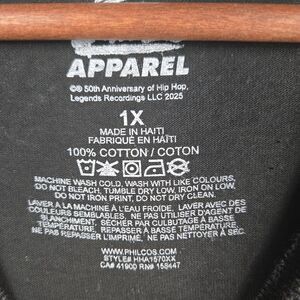 APPAREL
©® 50th Anniversary of Hip Hop,
Legends Recordings LLC 2025
1X
MADE IN HAITI
FABRIQUÉ EN HAÏTI
100% COTTON / COTON
MACHINE WASH COLD, WASH WITH LIKE COLOURS,
DO NOT BLEACH, TUMBLE DRY LOW, IRON ON LOW,
DO NOT IRON ON PRINT, DO NOT DRY CLEAN.
LAVER A LA MACHINE À L'EAU FROIDE. LAVER AVEC DES
COULEURS SEMBLABLES. NE PAS UTILISER D'AGENT DE
BLANCHIMENT. SÉCHER PAR CULBUTAGE À BASSE
TEMPÉRATURE. REPASSER À BASSE TEMPÉRATURE.
NE PAS REPASSER L'IMPRIMÉ. NE PAS NETTOYER À SEC.
WWW.PHILCOS.COM
STYLE# HHA1570XX
CA# 41900 RN# 158447